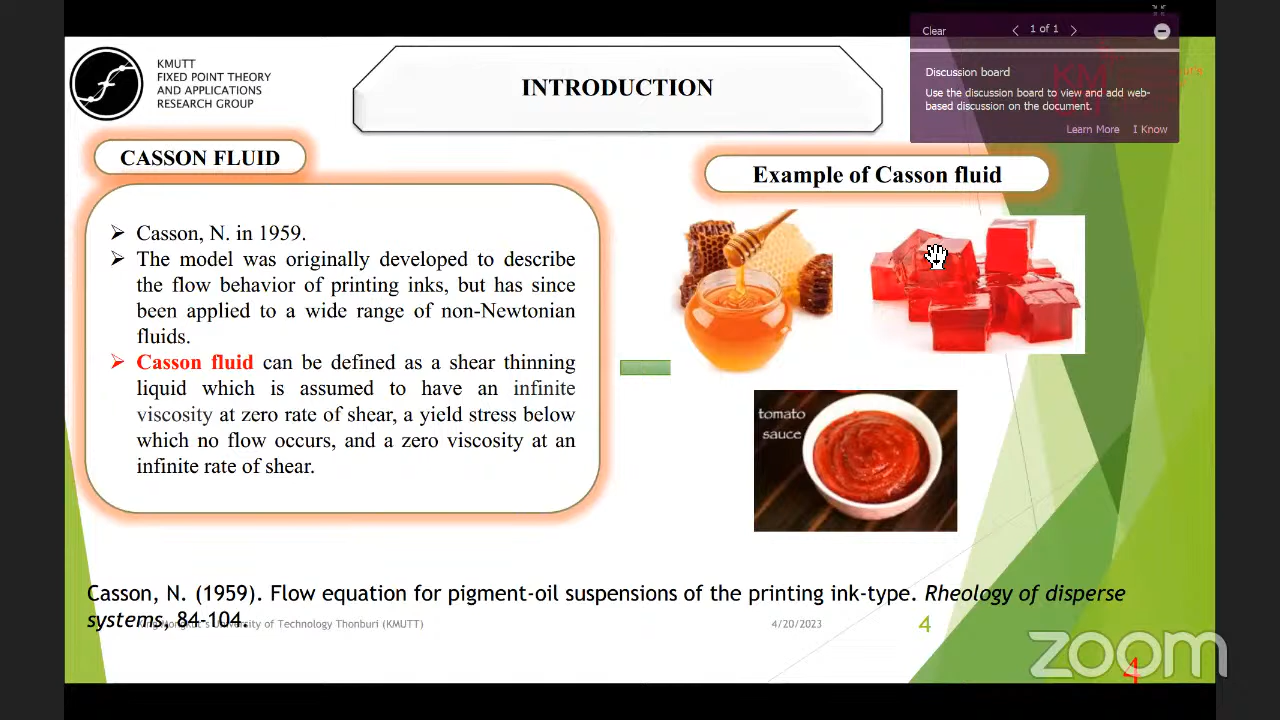 KMUTT
FIXED POINT THEORY
AND APPLICATIONS
RESEARCH GROUP
INTRODUCTION
Clear
1 of 1
Discussion board
Use the discussion board to view and add web-
based discussion on the document.
Learn More I Know
CASSON FLUID
Casson, N. in 1959.
The model was originally developed to describe
the flow behavior of printing inks, but has since
been applied to a wide range of non-Newtonian
fluids.
Casson fluid can be defined as a shear thinning
liquid which is assumed to have an infinite
viscosity at zero rate of shear, a yield stress below
which no flow occurs, and a zero viscosity at an
infinite rate of shear.
Example of Casson fluid
tomato
sauce
Casson, N. (1959). Flow equation for pigment-oil suspensions of the printing ink-type. Rheology of disperse
systems, 84-104.
University of Technology Thonburi (KMUTT)
4/20/2023
4
zoom
4